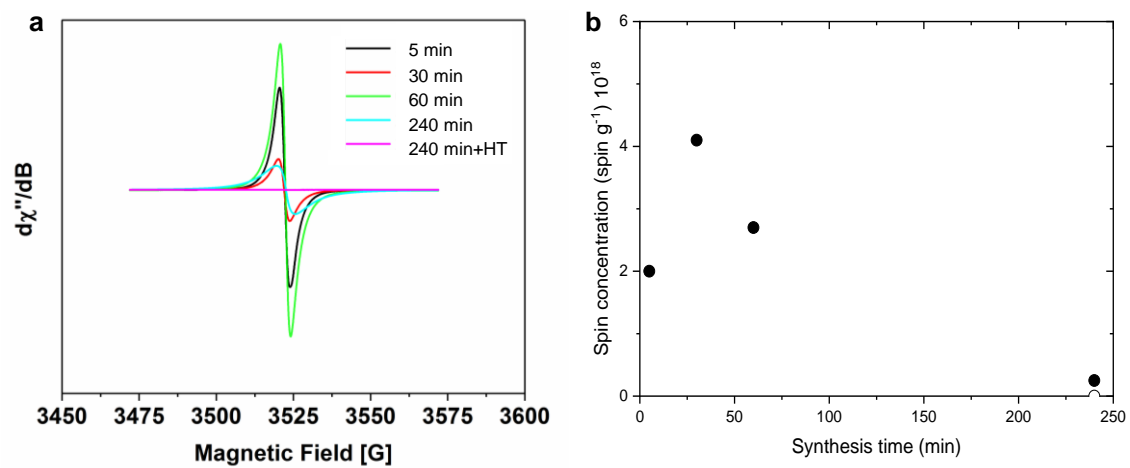 a
5 min
30 min
60 min
240 min
240 min+HT
dχ"/dB
3450 3475 3500 3525 3550 3575 3600
Magnetic Field [G]
b
6
4
2
0
Spin concentration (spin g⁻¹) 10¹⁸
0 50 100 150 200 250
Synthesis time (min)